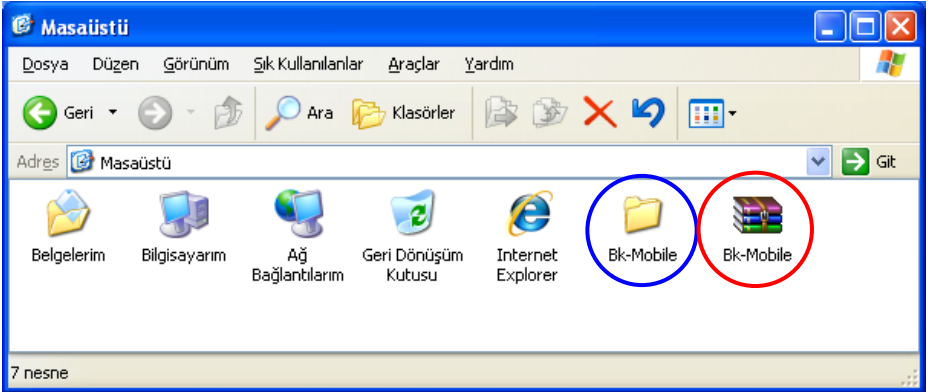 Masaüstü
Dosya Düzen Görünüm Sık Kullanılanlar Araçlar Yardım
Geri Ara Klasörler
Adres Masaüstü Git
Belgelerim Bilgisayarım Ağ Bağlantılarım Geri Dönüşüm Kutusu Internet Explorer Bk-Mobile Bk-Mobile
7 nesne